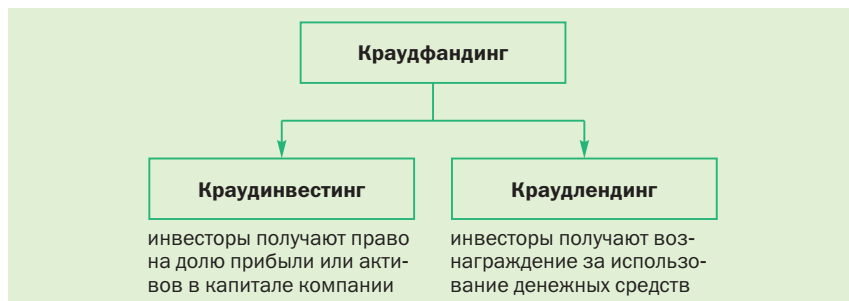 Краудфандинг
Краудинвестинг
инвесторы получают право
на долю прибыли или акти-
вов в капитале компании
Краудлендинг
инвесторы получают воз-
награждение за использо-
вание денежных средств